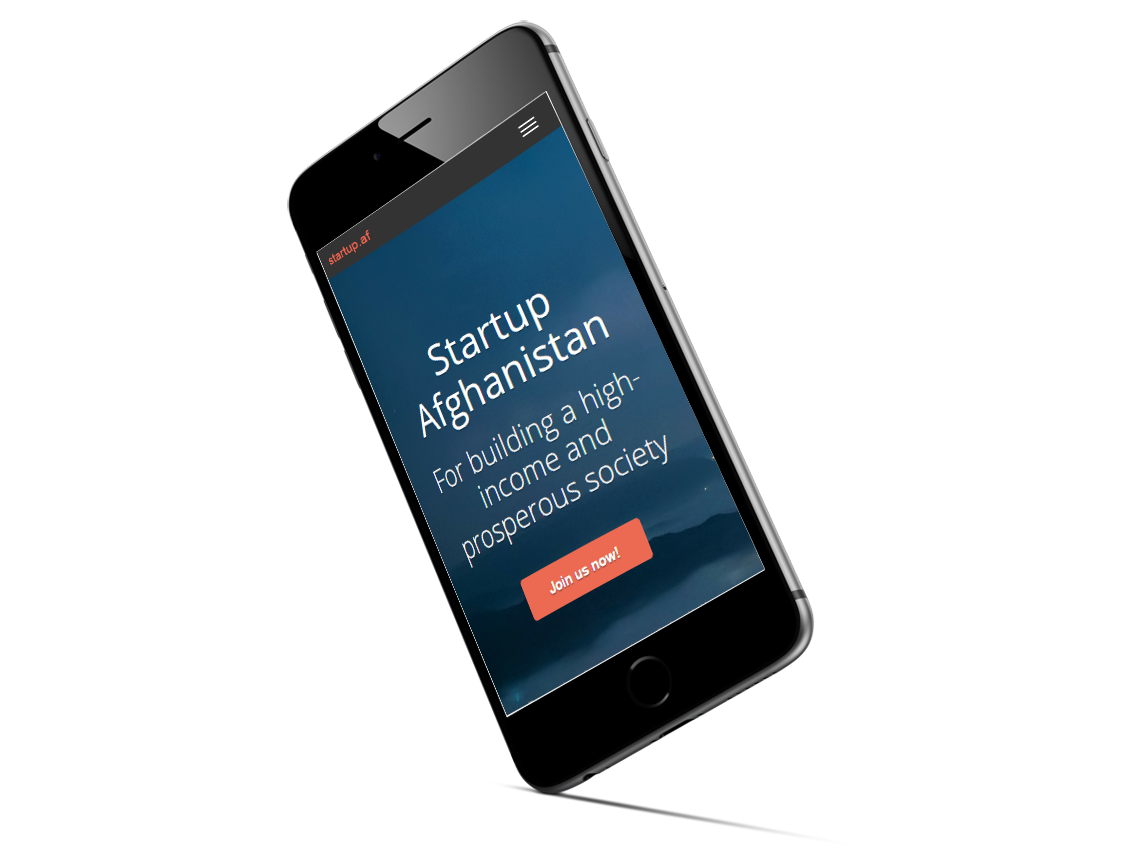 startup.af
Startup
Afghanistan
For building a high-
income and
prosperous society
Join us now!